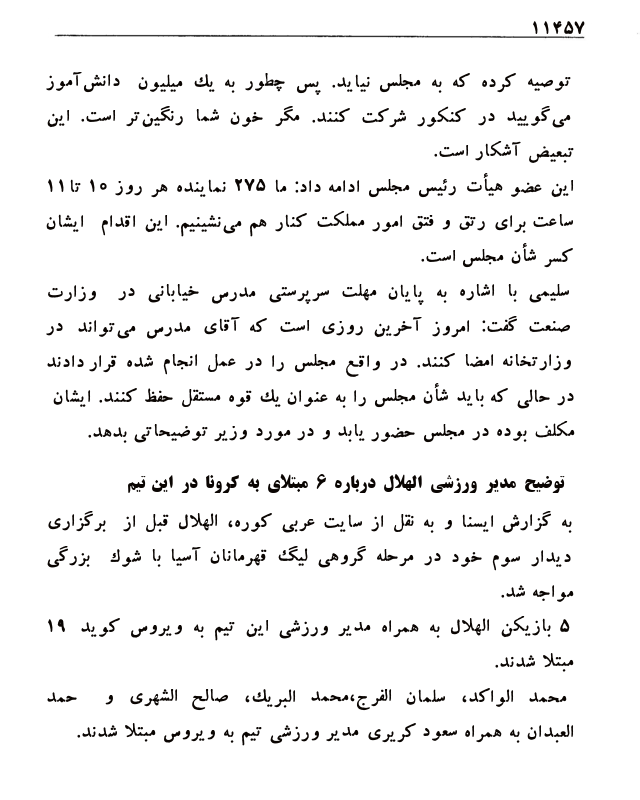 ۱۱۴۵۷
توصیه کرده که به مجلس نیاید. پس چطور به یك میلیون دانش‌آموز
می‌گویید در کنکور شرکت کنند. مگر خون شما رنگین‌تر است. این
تبعیض آشکار است.
این عضو هیأت رئیس مجلس ادامه داد: ما ۲۷۵ نماینده هر روز ۱۰ تا ۱۱
ساعت برای رتق و فتق امور مملکت کنار هم می‌نشینیم. این اقدام ایشان
کسر شأن مجلس است.
سلیمی با اشاره به پایان مهلت سرپرستی مدرس خیابانی در وزارت
صنعت گفت: امروز آخرین روزی است که آقای مدرس می‌تواند در
وزارتخانه امضا کنند. در واقع مجلس را در عمل انجام شده قرار دادند
در حالی که باید شأن مجلس را به عنوان یك قوه مستقل حفظ کنند. ایشان
مکلف بوده در مجلس حضور یابد و در مورد وزیر توضیحاتی بدهد.
توضیح مدیر ورزشی الهلال درباره ۶ مبتلای به کرونا در این تیم
به گزارش ایسنا و به نقل از سایت عربی کوره، الهلال قبل از برگزاری
دیدار سوم خود در مرحله گروهی لیگ قهرمانان آسیا با شوك بزرگی
مواجه شد.
۵ بازیکن الهلال به همراه مدیر ورزشی این تیم به ویروس کوید ۱۹
مبتلا شدند.
محمد الواکد، سلمان الفرج،محمد البریك، صالح الشهری و حمد
العبدان به همراه سعود کریری مدیر ورزشی تیم به ویروس مبتلا شدند.